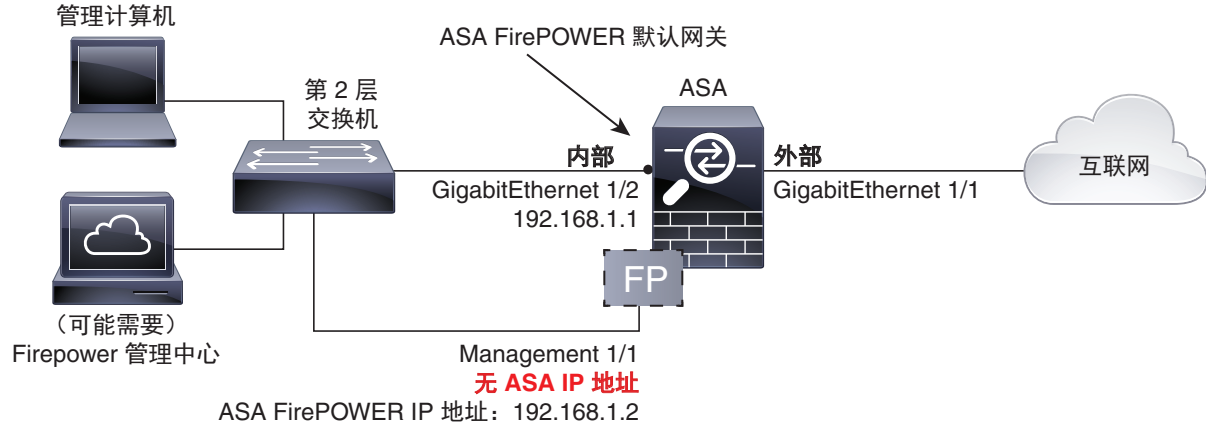 管理计算机
ASA FirePOWER 默认网关
第 2 层
交换机
ASA
内部
外部
互联网
GigabitEthernet 1/2
GigabitEthernet 1/1
192.168.1.1
FP
（可能需要）
Firepower 管理中心
Management 1/1
无 ASA IP 地址
ASA FirePOWER IP 地址：192.168.1.2